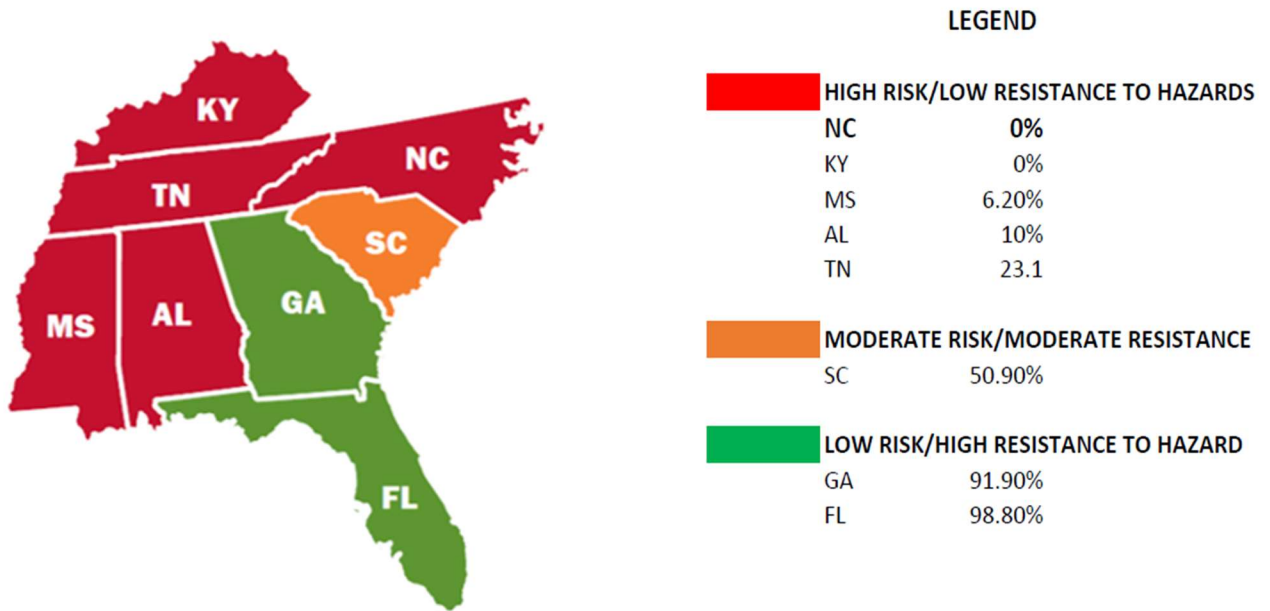 LEGEND
KY
NC
TN
SC
GA
AL
MS
FL
HIGH RISK/LOW RESISTANCE TO HAZARDS
NC 0%
KY 0%
MS 6.20%
AL 10%
TN 23.1
MODERATE RISK/MODERATE RESISTANCE
SC 50.90%
LOW RISK/HIGH RESISTANCE TO HAZARD
GA 91.90%
FL 98.80%